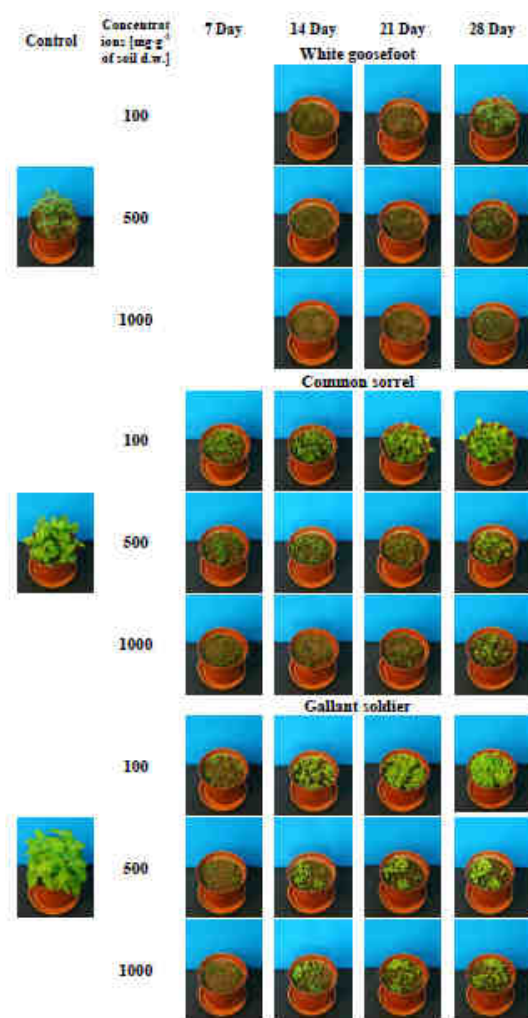 Control
Concentrat
ions [mg·g⁻¹
of soil d.w.]
7 Day
14 Day
21 Day
28 Day
White goosefoot
100
500
1000
Common sorrel
100
500
1000
Gallant soldier
100
500
1000